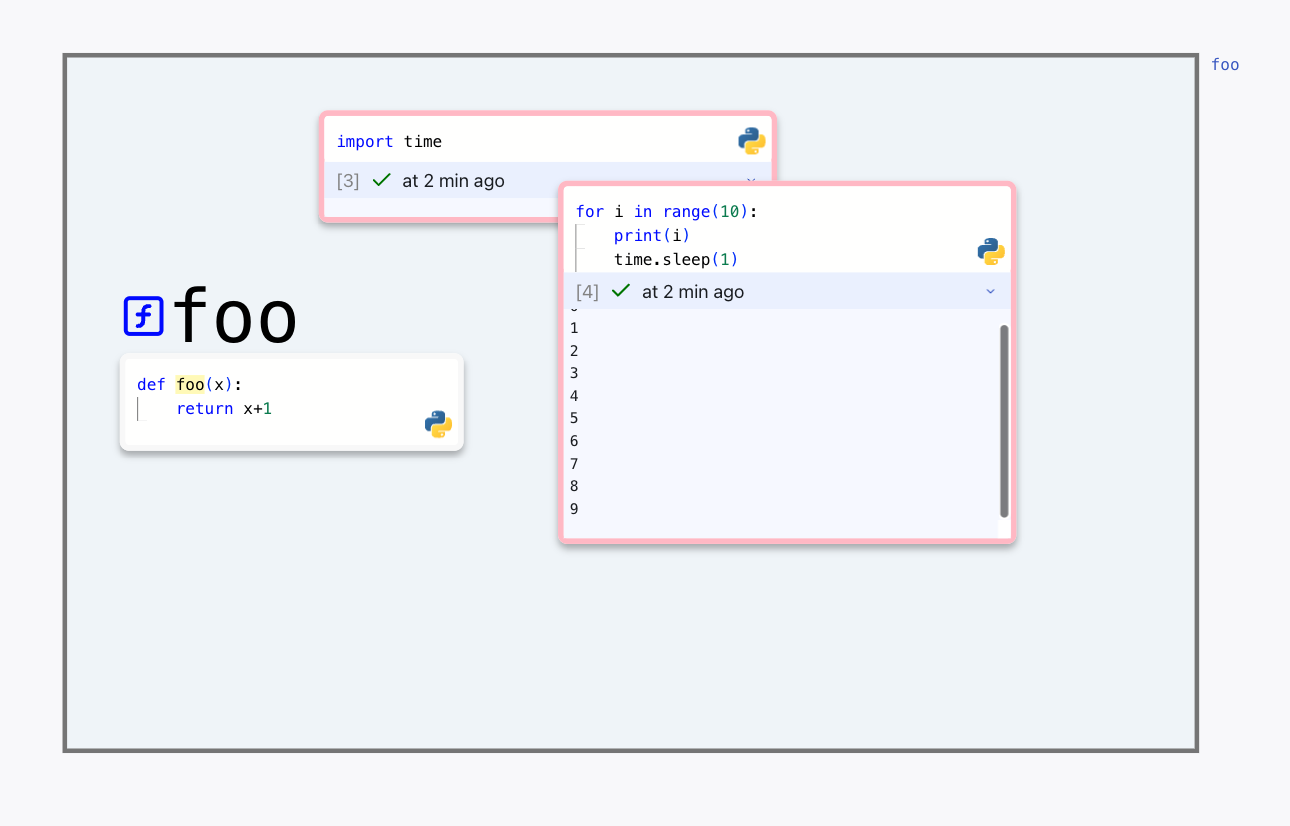 foo
import time
[3] at 2 min ago
for i in range(10):
    print(i)
    time.sleep(1)
[4] at 2 min ago
1
2
3
4
5
6
7
8
9
foo
def foo(x):
    return x+1